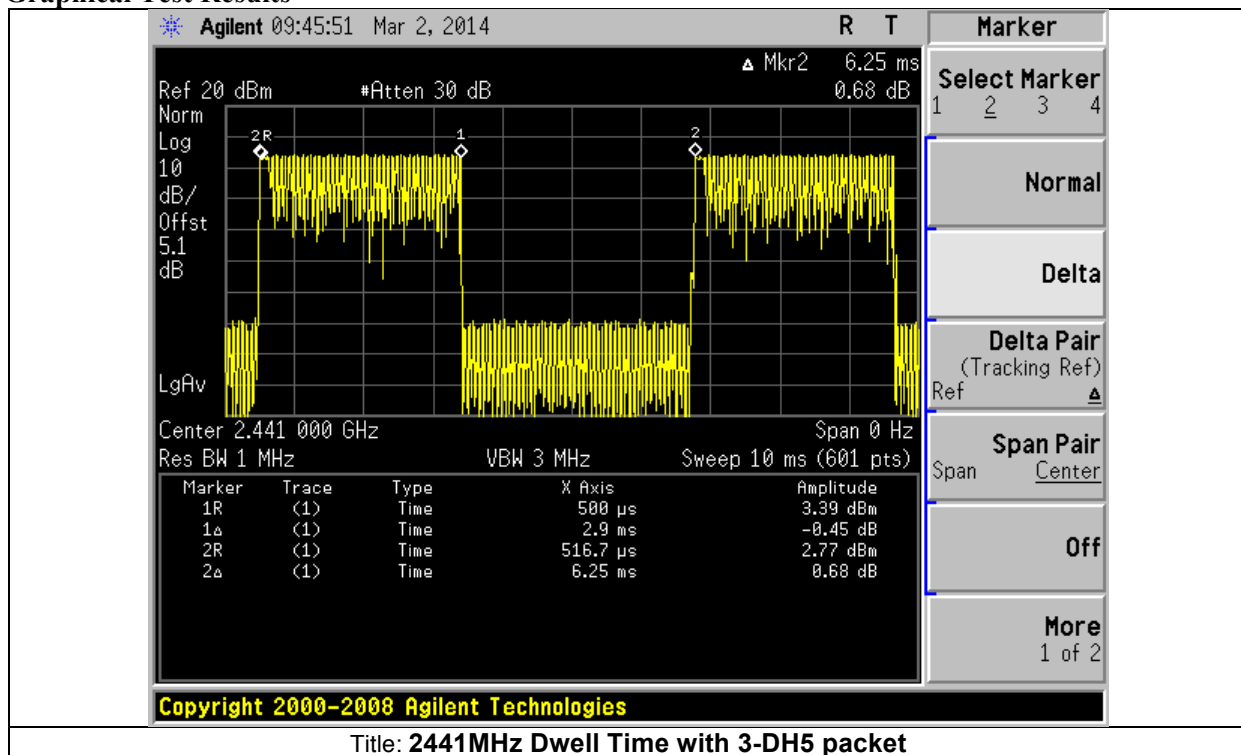 Agilent 09:45:51 Mar 2, 2014 R T
Marker
Δ Mkr2 6.25 ms
Ref 20 dBm #Atten 30 dB 0.68 dB
Norm
Log
10
dB/
Offst
5.1
dB
LgAv
2R 1 2
Center 2.441 000 GHz Span 0 Hz
Res BW 1 MHz VBW 3 MHz Sweep 10 ms (601 pts)
Marker Trace Type X Axis Amplitude
1R (1) Time 500 µs 3.39 dBm
1Δ (1) Time 2.9 ms -0.45 dB
2R (1) Time 516.7 µs 2.77 dBm
2Δ (1) Time 6.25 ms 0.68 dB
Select Marker
1 2 3 4
Normal
Delta
Delta Pair
(Tracking Ref)
Ref Δ
Span Pair
Span Center
Off
More
1 of 2
Copyright 2000-2008 Agilent Technologies
Title: 2441MHz Dwell Time with 3-DH5 packet